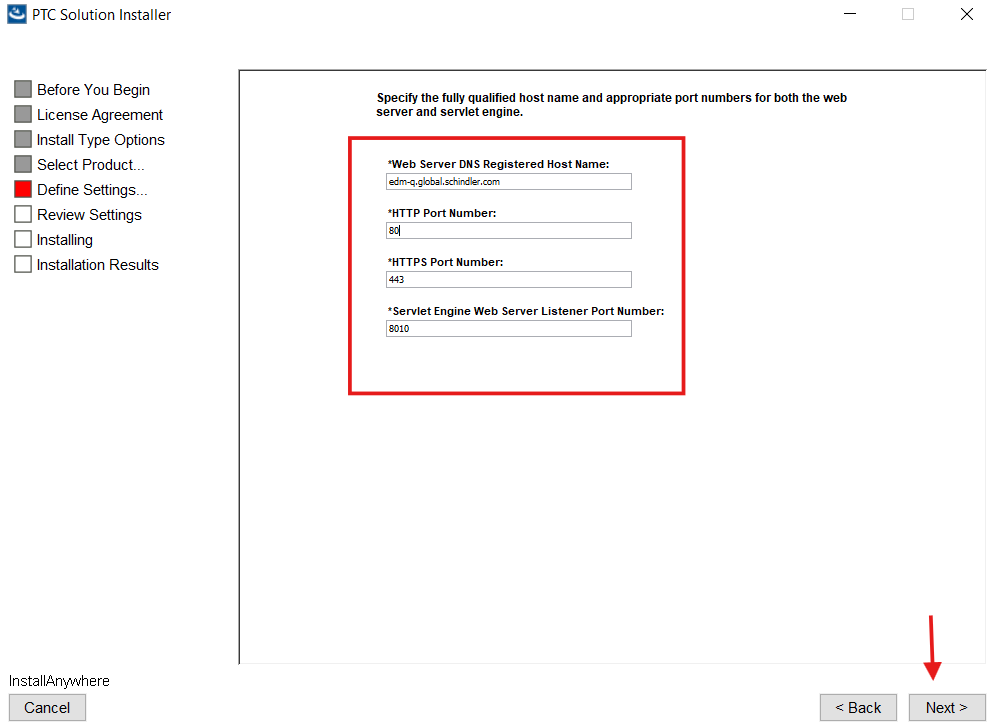 PTC Solution Installer
Before You Begin
License Agreement
Install Type Options
Select Product...
Define Settings...
Review Settings
Installing
Installation Results
Specify the fully qualified host name and appropriate port numbers for both the web
server and servlet engine.
*Web Server DNS Registered Host Name:
edm-q.global.schindler.com
*HTTP Port Number:
80
*HTTPS Port Number:
443
*Servlet Engine Web Server Listener Port Number:
8010
InstallAnywhere
Cancel
< Back
Next >